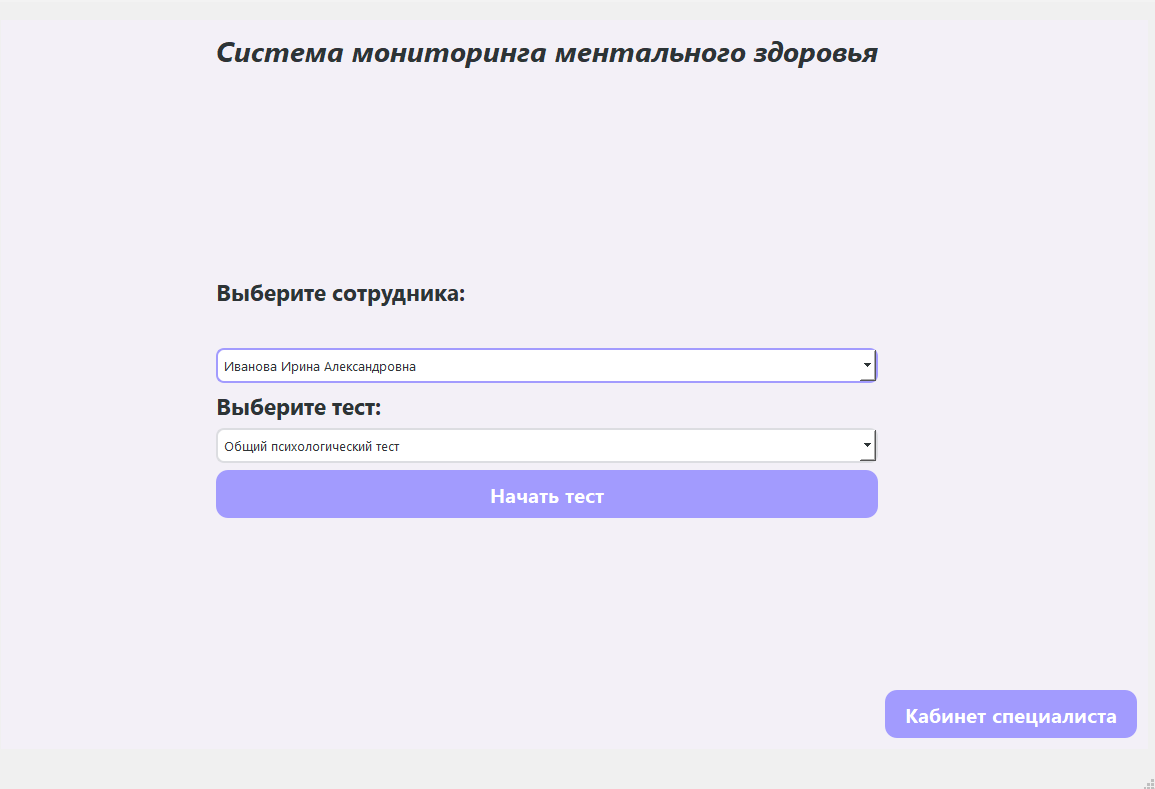 Система мониторинга ментального здоровья
Выберите сотрудника:
Иванова Ирина Александровна
Выберите тест:
Общий психологический тест
Начать тест
Кабинет специалиста